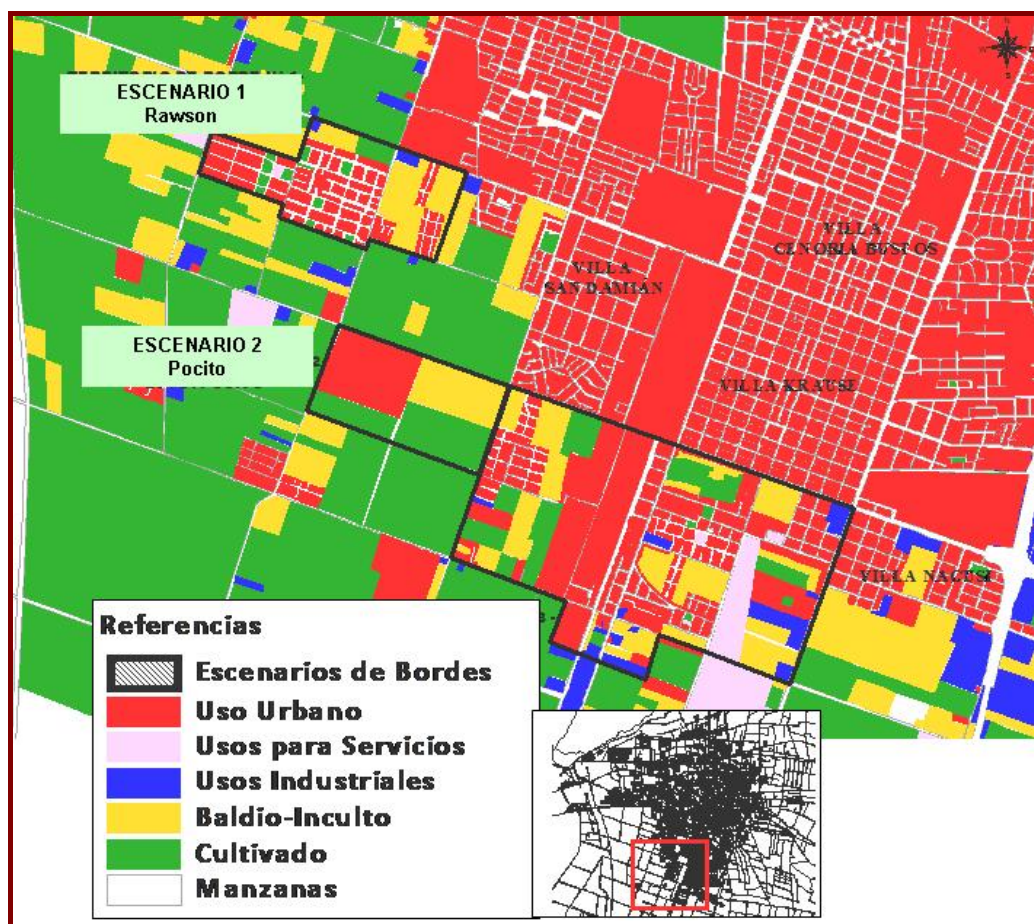 ESCENARIO 1
Rawson
VILLA
CENOBIA BUSTOS
VILLA
SAN DAMIÁN
ESCENARIO 2
Pocito
VILLA KRAUSE
VILLA NACUSI
Referencias
Escenarios de Bordes
Uso Urbano
Usos para Servicios
Usos Industriales
Baldío-Inculto
Cultivado
Manzanas